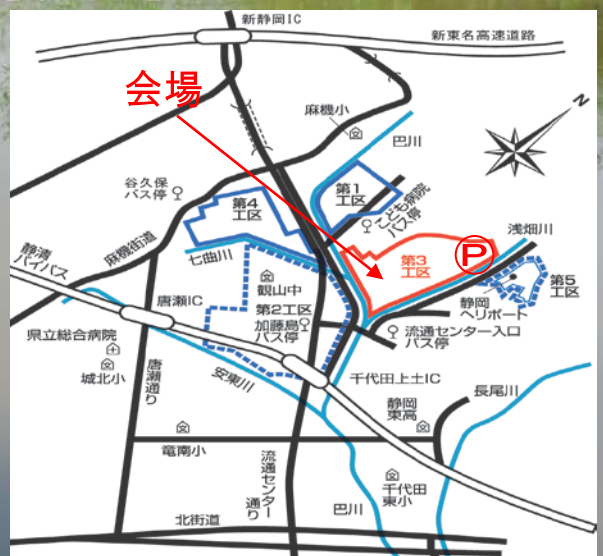 新静岡IC
新東名高速道路
会場
麻機小
巴川
N
谷久保
バス停
第4
工区
第1
工区
こども病院
バス停
浅畑川
麻機街道
静清
バイパス
七曲川
第3
工区
P
第5
工区
唐瀬IC
観山中
第2工区
加藤島
バス停
静岡
ヘリポート
流通センター入口
バス停
県立総合病院
城北小
唐瀬通り
安東川
千代田上土IC
長尾川
静岡
東高
竜南小
流通センター
通り
千代田
東小
巴川
北街道